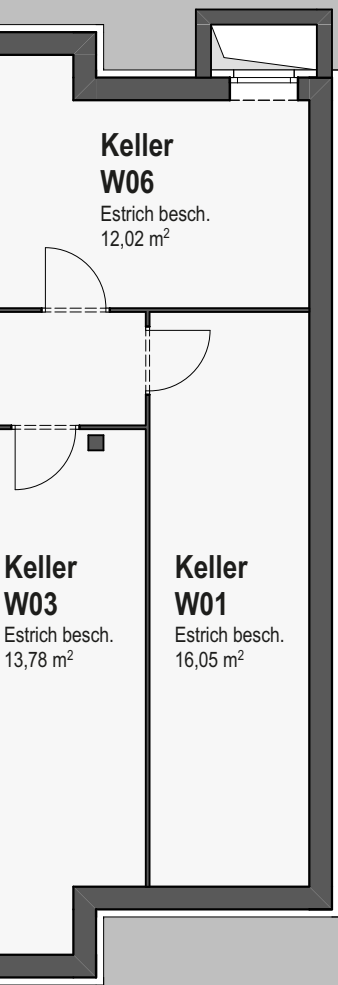 Keller
W06
Estrich besch.
12,02 m²
Keller
W03
Estrich besch.
13,78 m²
Keller
W01
Estrich besch.
16,05 m²